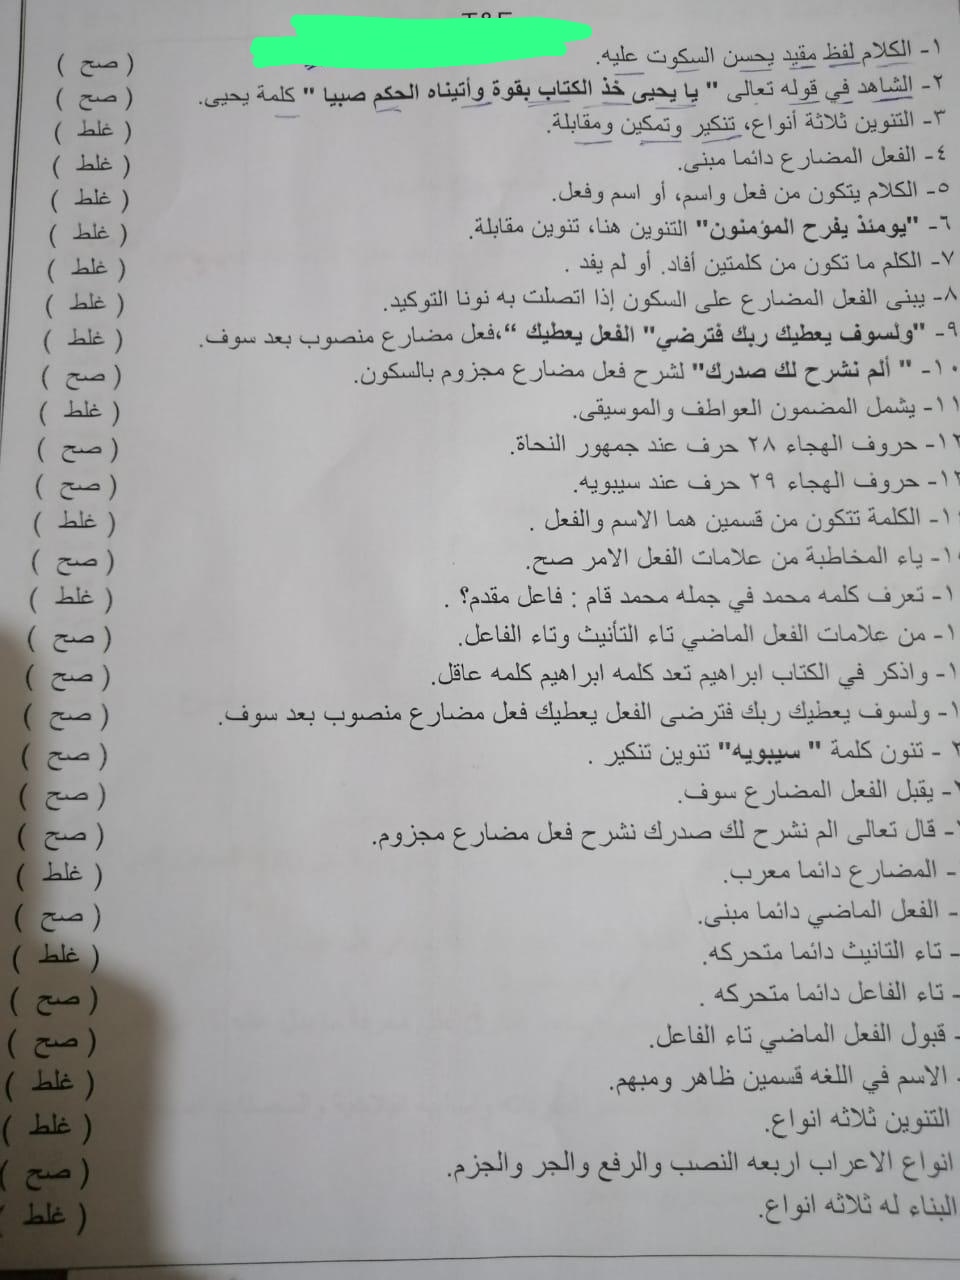 ١- الكلام لفظ مقيد يحسن السكوت عليه. ( صح )
٢- الشاهد في قوله تعالى " يا يحيى خذ الكتاب بقوة وأتيناه الحكم صبيا " كلمة يحيى. ( صح )
٣- التنوين ثلاثة أنواع، تنكير وتمكين ومقابلة. ( غلط )
٤- الفعل المضارع دائما مبنى. ( غلط )
٥- الكلام يتكون من فعل واسم، أو اسم وفعل. ( غلط )
٦- "يومئذ يفرح المؤمنون" التنوين هنا، تنوين مقابلة. ( غلط )
٧- الكلم ما تكون من كلمتين أفاد. أو لم يفد . ( غلط )
٨- يبنى الفعل المضارع على السكون إذا اتصلت به نونا التوكيد. ( غلط )
٩- "ولسوف يعطيك ربك فترضي" الفعل يعطيك “،فعل مضارع منصوب بعد سوف. ( غلط )
١٠- " ألم نشرح لك صدرك" لشرح فعل مضارع مجزوم بالسكون. ( صح )
١١- يشمل المضمون العواطف والموسيقى. ( غلط )
١٢- حروف الهجاء ٢٨ حرف عند جمهور النحاة. ( صح )
١٣- حروف الهجاء ٢٩ حرف عند سيبويه. ( صح )
- الكلمة تتكون من قسمين هما الاسم والفعل . ( غلط )
- ياء المخاطبة من علامات الفعل الامر صح. ( صح )
١- تعرف كلمه محمد في جمله محمد قام : فاعل مقدم؟ . ( غلط )
١- من علامات الفعل الماضي تاء التأنيث وتاء الفاعل. ( صح )
١- واذكر في الكتاب ابراهيم تعد كلمه ابراهيم كلمه عاقل. ( صح )
١- ولسوف يعطيك ربك فترضى الفعل يعطيك فعل مضارع منصوب بعد سوف. ( صح )
- تنون كلمة " سيبويه" تنوين تنكير . ( صح )
- يقبل الفعل المضارع سوف. ( صح )
- قال تعالى الم نشرح لك صدرك نشرح فعل مضارع مجزوم. ( صح )
- المضارع دائما معرب. ( غلط )
- الفعل الماضي دائما مبنى. ( صح )
- تاء التانيث دائما متحركه. ( غلط )
- تاء الفاعل دائما متحركه . ( صح )
- قبول الفعل الماضي تاء الفاعل. ( صح )
- الاسم في اللغه قسمين ظاهر ومبهم. ( غلط )
التنوين ثلاثه انواع. ( غلط )
انواع الاعراب اربعه النصب والرفع والجر والجزم. ( صح )
البناء له ثلاثه انواع. ( غلط )